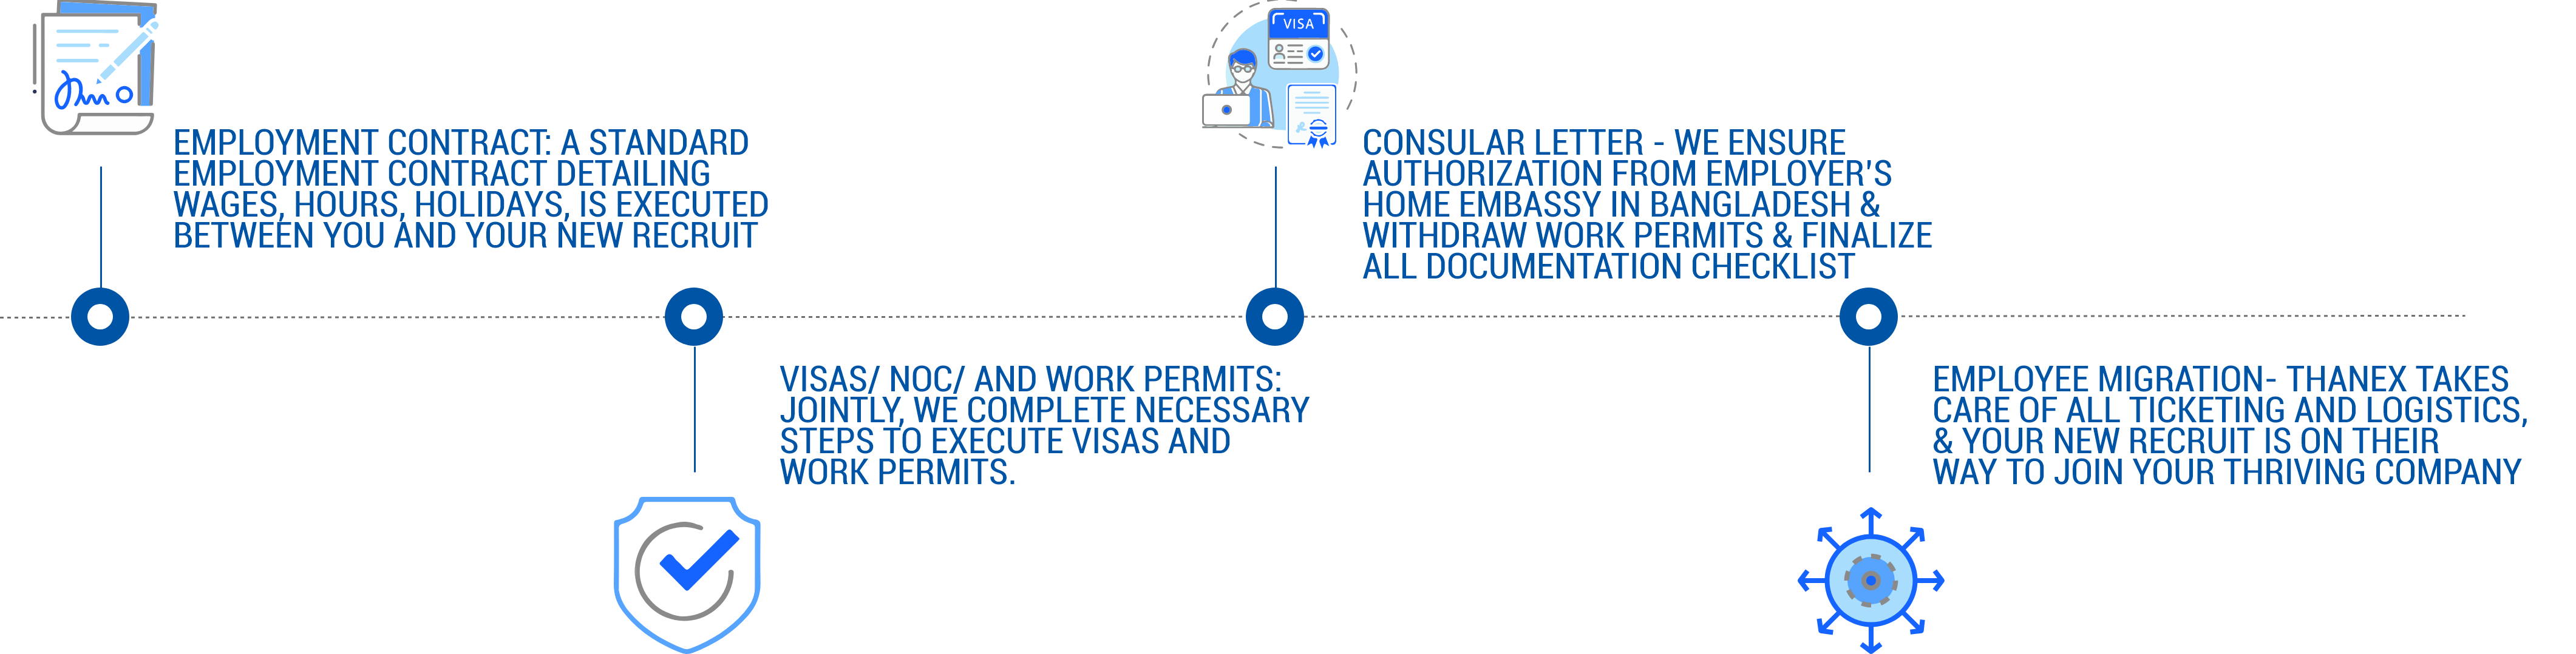 EMPLOYMENT CONTRACT: A STANDARD
EMPLOYMENT CONTRACT DETAILING
WAGES, HOURS, HOLIDAYS, IS EXECUTED
BETWEEN YOU AND YOUR NEW RECRUIT
VISAS/ NOC/ AND WORK PERMITS:
JOINTLY, WE COMPLETE NECESSARY
STEPS TO EXECUTE VISAS AND
WORK PERMITS.
VISA
CONSULAR LETTER - WE ENSURE
AUTHORIZATION FROM EMPLOYER'S
HOME EMBASSY IN BANGLADESH &
WITHDRAW WORK PERMITS & FINALIZE
ALL DOCUMENTATION CHECKLIST
EMPLOYEE MIGRATION- THANEX TAKES
CARE OF ALL TICKETING AND LOGISTICS,
& YOUR NEW RECRUIT IS ON THEIR
WAY TO JOIN YOUR THRIVING COMPANY